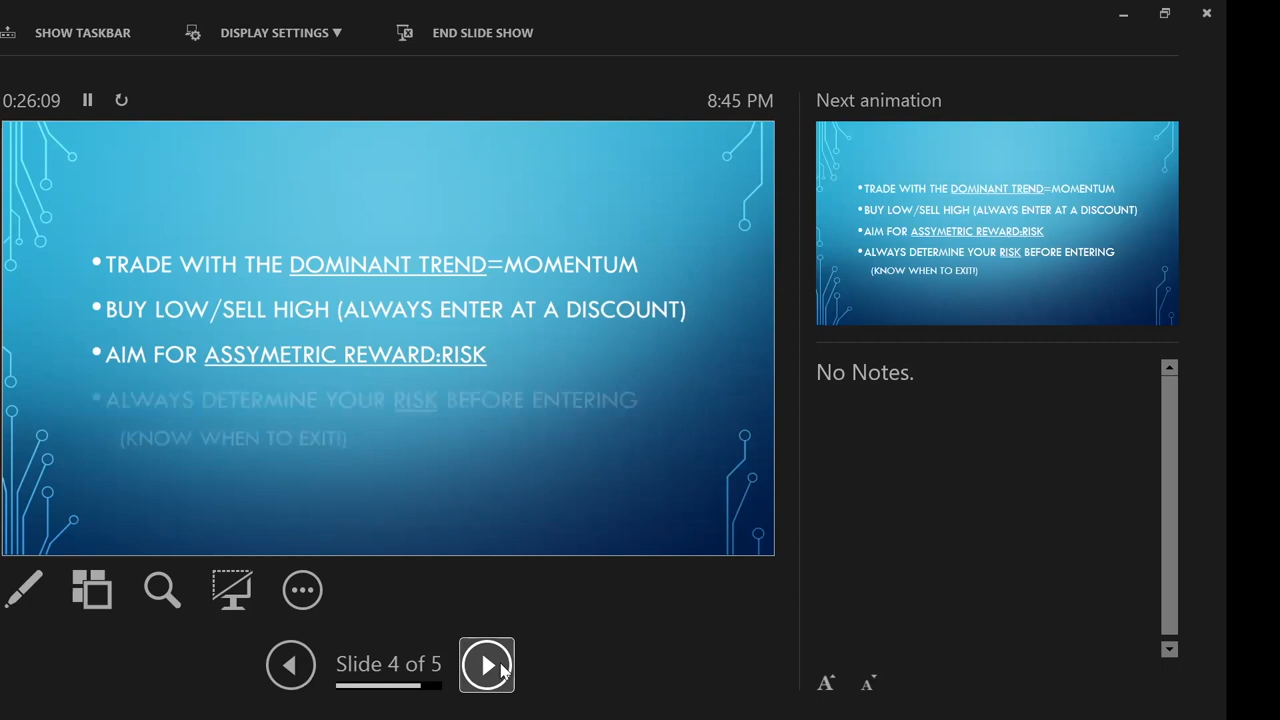 SHOW TASKBAR
DISPLAY SETTINGS ▼
END SLIDE SHOW
0:26:09
8:45 PM
Next animation
•TRADE WITH THE DOMINANT TREND=MOMENTUM
•BUY LOW/SELL HIGH (ALWAYS ENTER AT A DISCOUNT)
•AIM FOR ASSYMETRIC REWARD:RISK
•ALWAYS DETERMINE YOUR RISK BEFORE ENTERING
(KNOW WHEN TO EXIT!)
•TRADE WITH THE DOMINANT TREND=MOMENTUM
•BUY LOW/SELL HIGH (ALWAYS ENTER AT A DISCOUNT)
•AIM FOR ASSYMETRIC REWARD:RISK
•ALWAYS DETERMINE YOUR RISK BEFORE ENTERING
(KNOW WHEN TO EXIT!)
No Notes.
Slide 4 of 5
A A